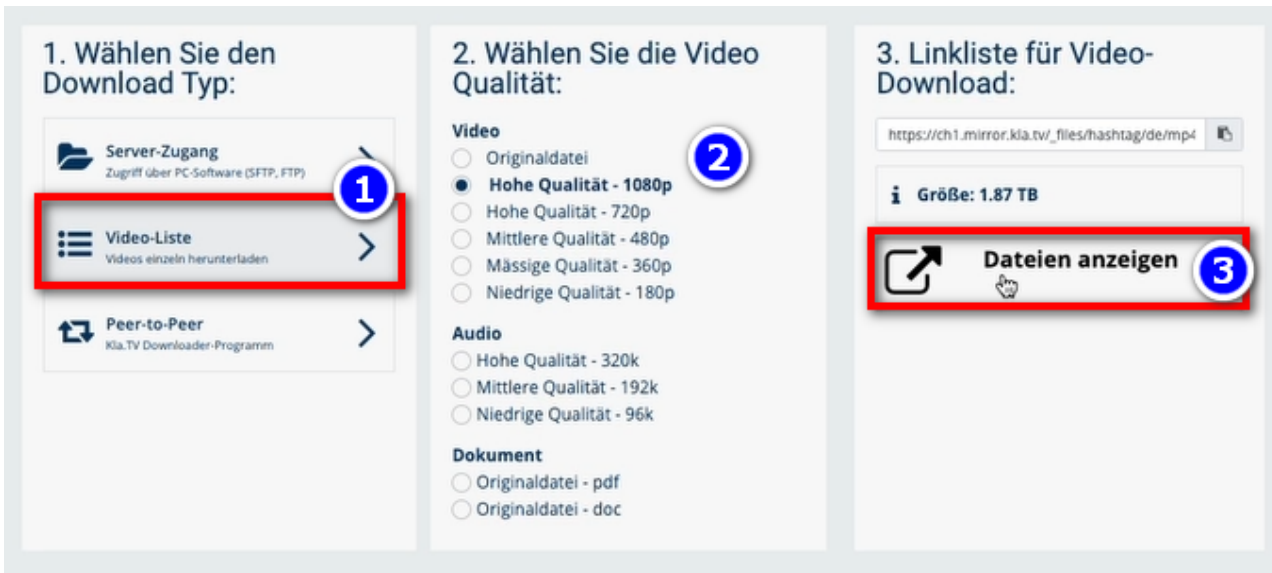 1. Wählen Sie den
Download Typ:
Server-Zugang
Zugriff über PC-Software (SFTP, FTP)
1
Video-Liste
Videos einzeln herunterladen
Peer-to-Peer
Kla.TV Downloader-Programm
2. Wählen Sie die Video
Qualität:
Video
2
Originaldatei
Hohe Qualität - 1080p
Hohe Qualität - 720p
Mittlere Qualität - 480p
Mässige Qualität - 360p
Niedrige Qualität - 180p
Audio
Hohe Qualität - 320k
Mittlere Qualität - 192k
Niedrige Qualität - 96k
Dokument
Originaldatei - pdf
Originaldatei - doc
3. Linkliste für Video-
Download:
https://ch1.mirror.kla.tv/_files/hashtag/de/mp4
i Größe: 1.87 TB
Dateien anzeigen
3